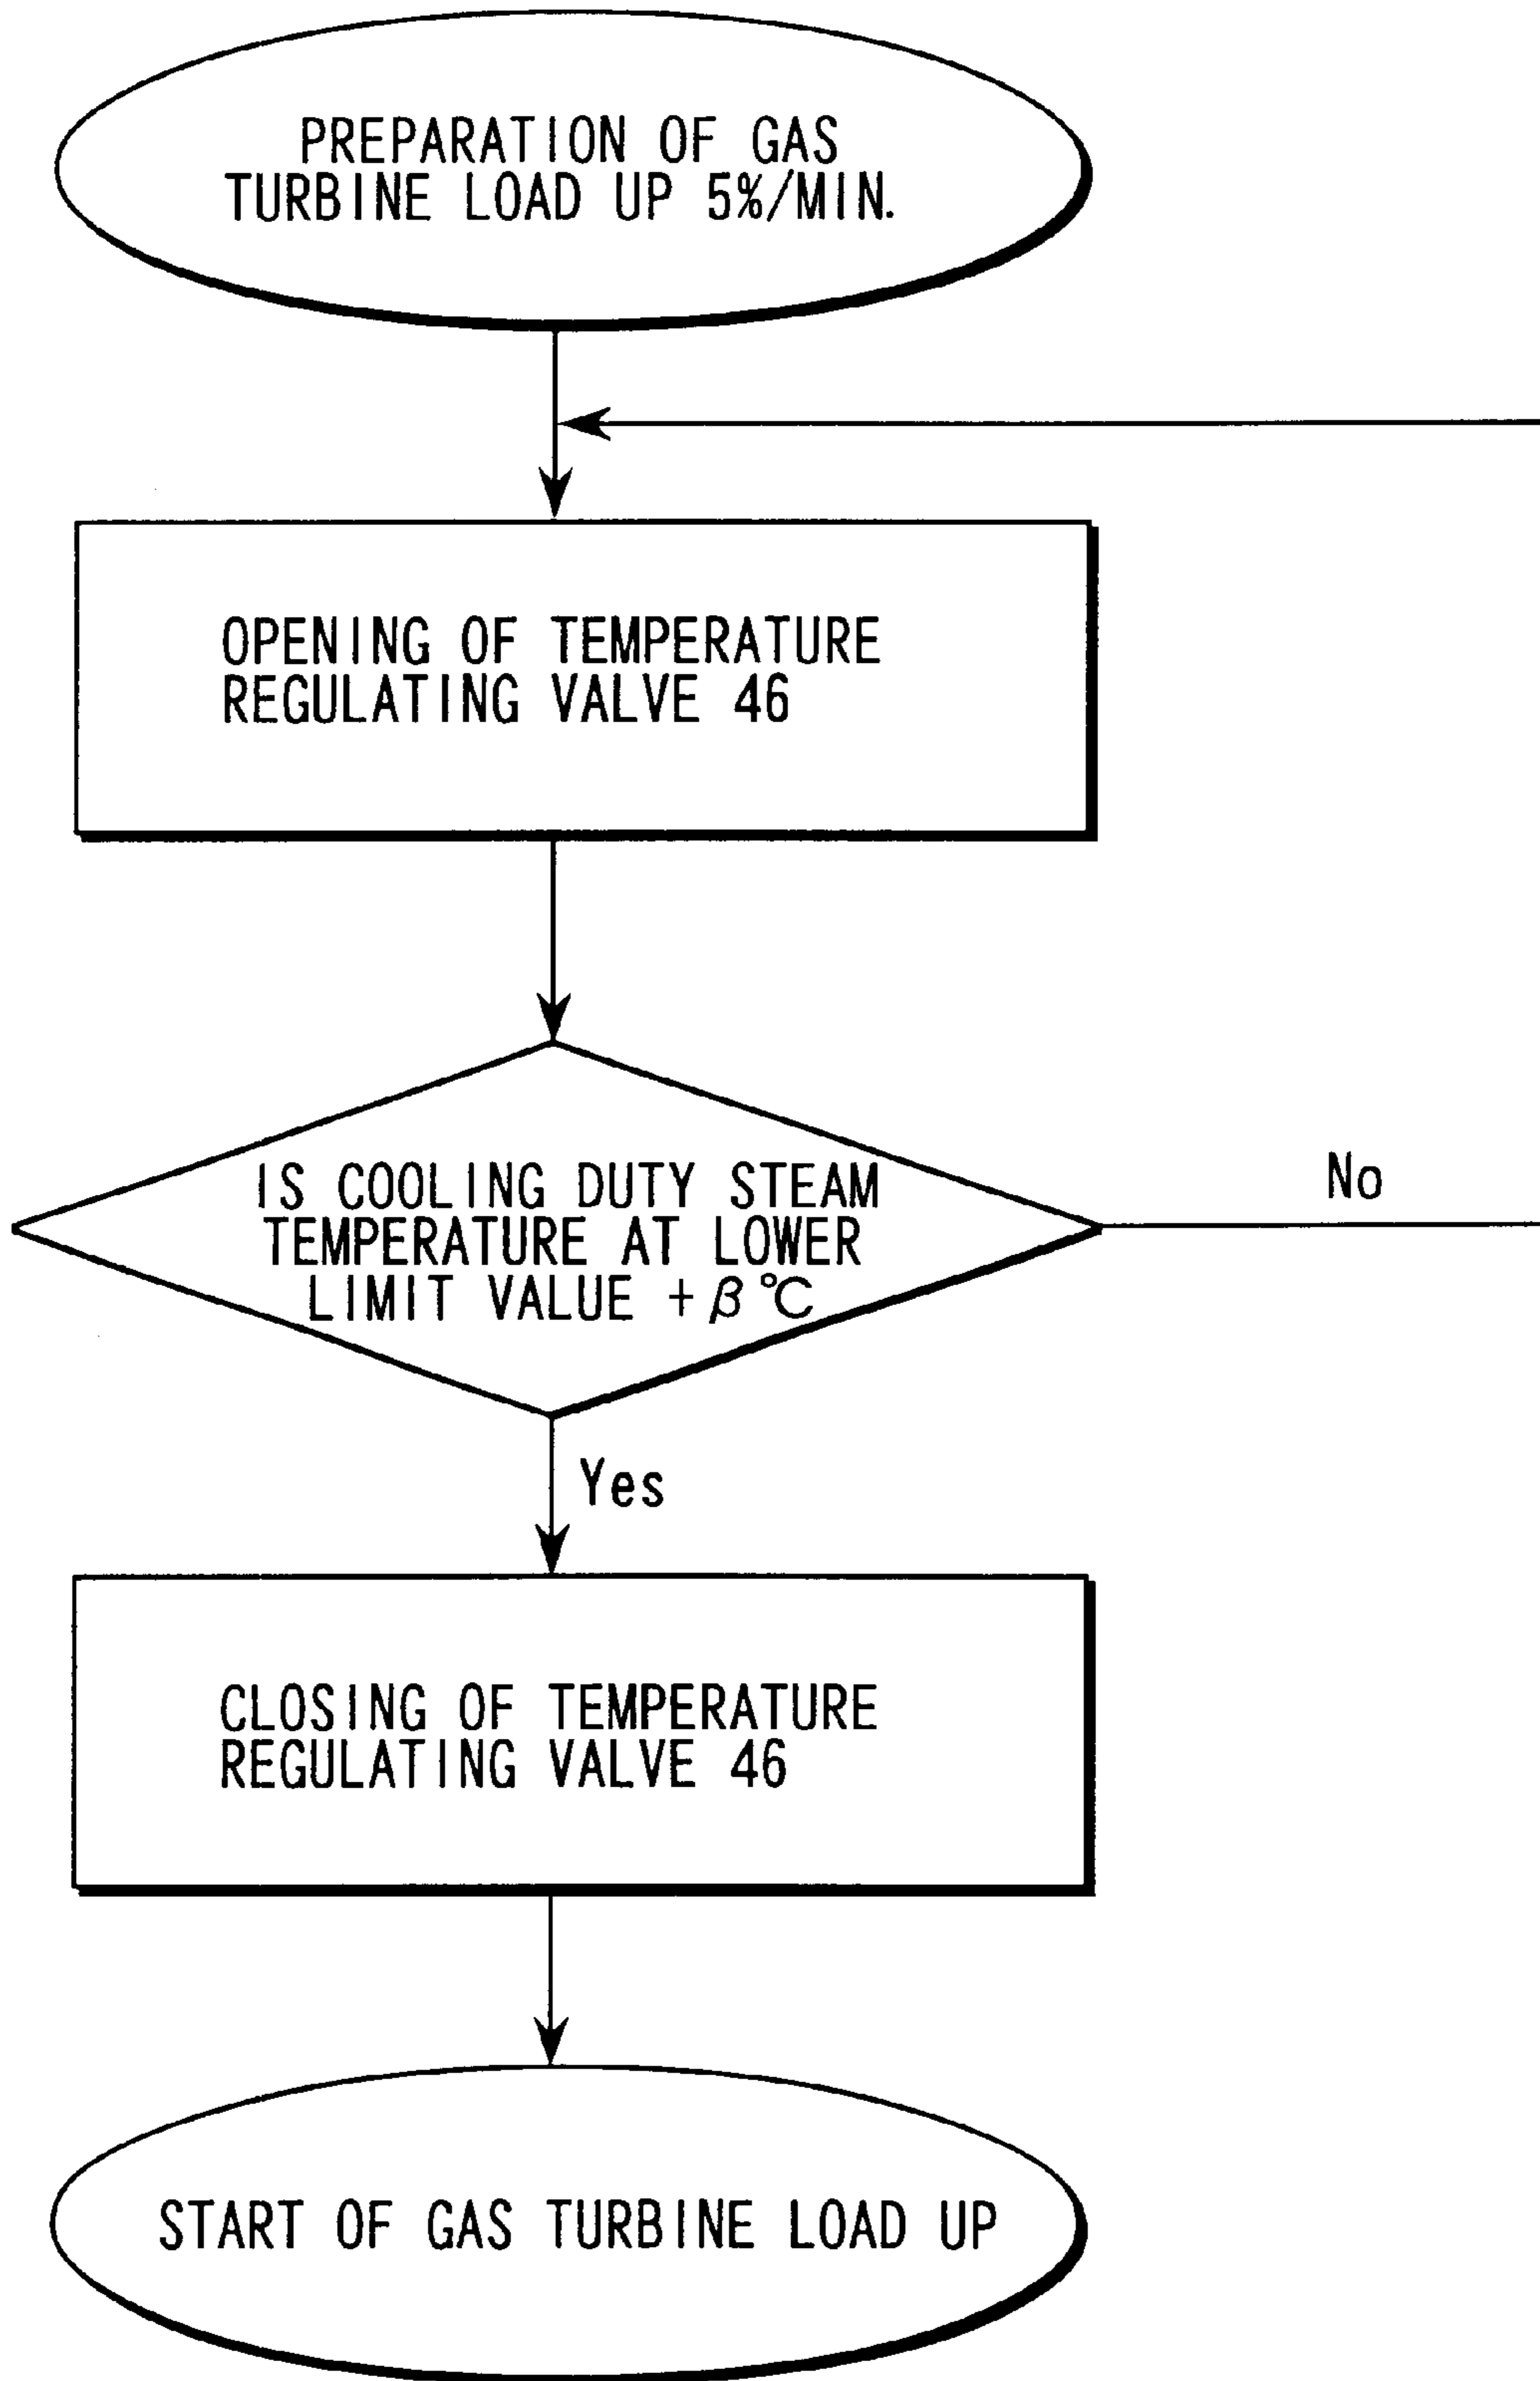 PREPARATION OF GAS
TURBINE LOAD UP 5%/MIN.
OPENING OF TEMPERATURE
REGULATING VALVE 46
IS COOLING DUTY STEAM
TEMPERATURE AT LOWER
LIMIT VALUE +β°C
No
Yes
CLOSING OF TEMPERATURE
REGULATING VALVE 46
START OF GAS TURBINE LOAD UP